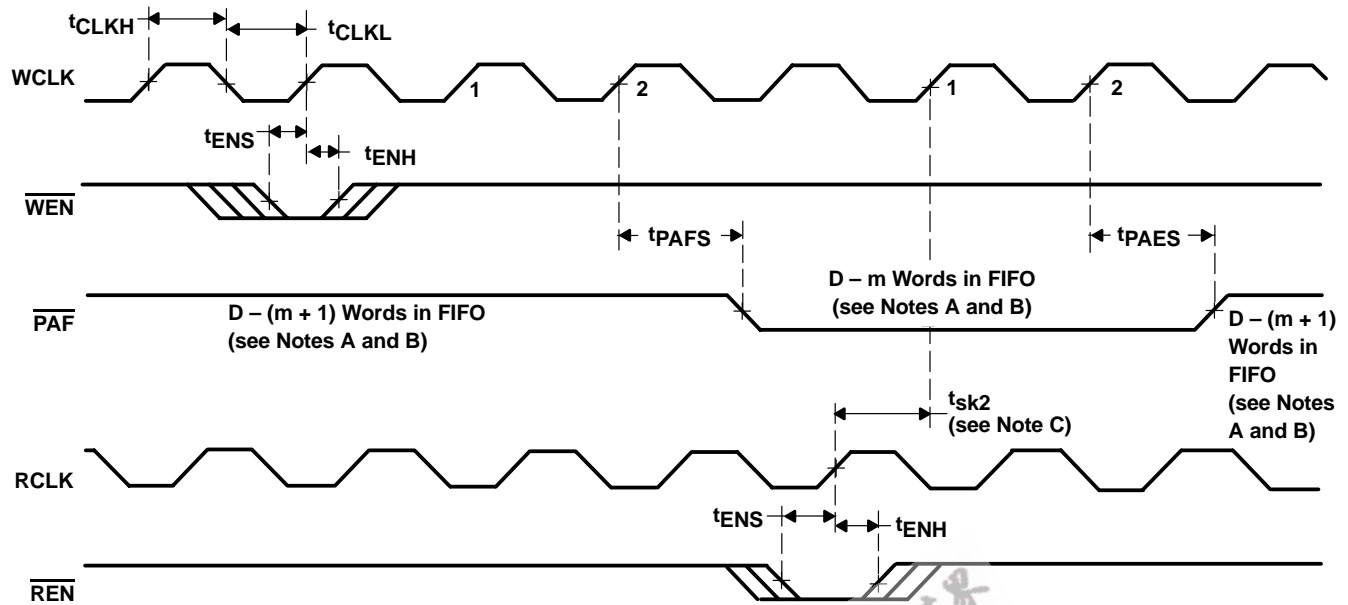 tCLKH
tCLKL
WCLK
1
2
1
2
tENS
tENH
WEN
tPAFS
tPAES
D – m Words in FIFO
(see Notes A and B)
PAF
D – (m + 1) Words in FIFO
(see Notes A and B)
D – (m + 1)
Words in
FIFO
(see Notes
A and B)
tsk2
(see Note C)
RCLK
tENS
tENH
REN